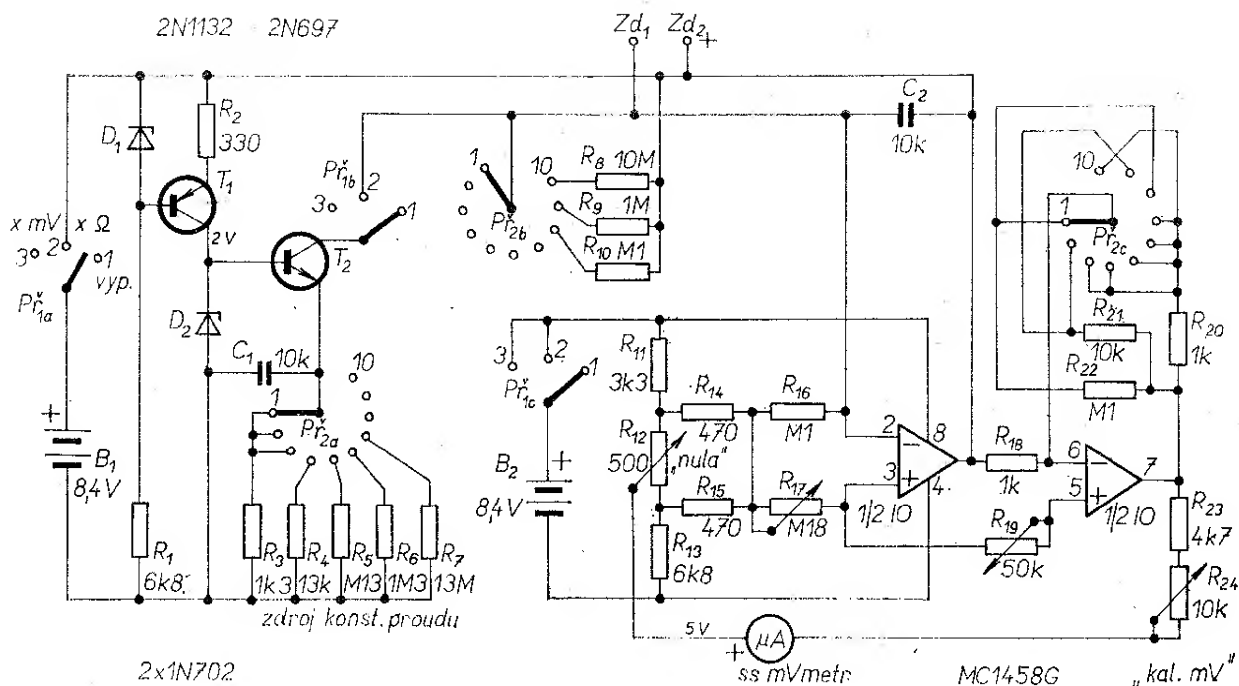 2N1132 2N697
Zd1 Zd2 +
D1
R2
330
T1
Př1b
3 2 1
2V
T2
x mV x Ω
3 2 1
vyp.
Př1a
D2
C1 10k
10
1
Př2a
+
B1
8,4V
R1
6k8
R3
1k3
R4
13k
R5
M13
R6
1M3
R7
13M
zdroj konst. proudu
1
Př2b
10
R8 10M
R9 1M
R10 M1
C2
10k
3 2 1
Př1c
B2
+
8,4V
R11
3k3
R12
500
"nula"
R13
6k8
R14
470
R15
470
R16
M1
R17
M18
2
3
8
4
1/2 IO
R18
1k
R19
50k
6
5
7
1/2 IO
10
1
Př2c
R20
1k
R21
10k
R22
M1
R23
4k7
R24
10k
5V
+
μA
ss mVmetr
2x1N702
MC1458G
„kal. mV"